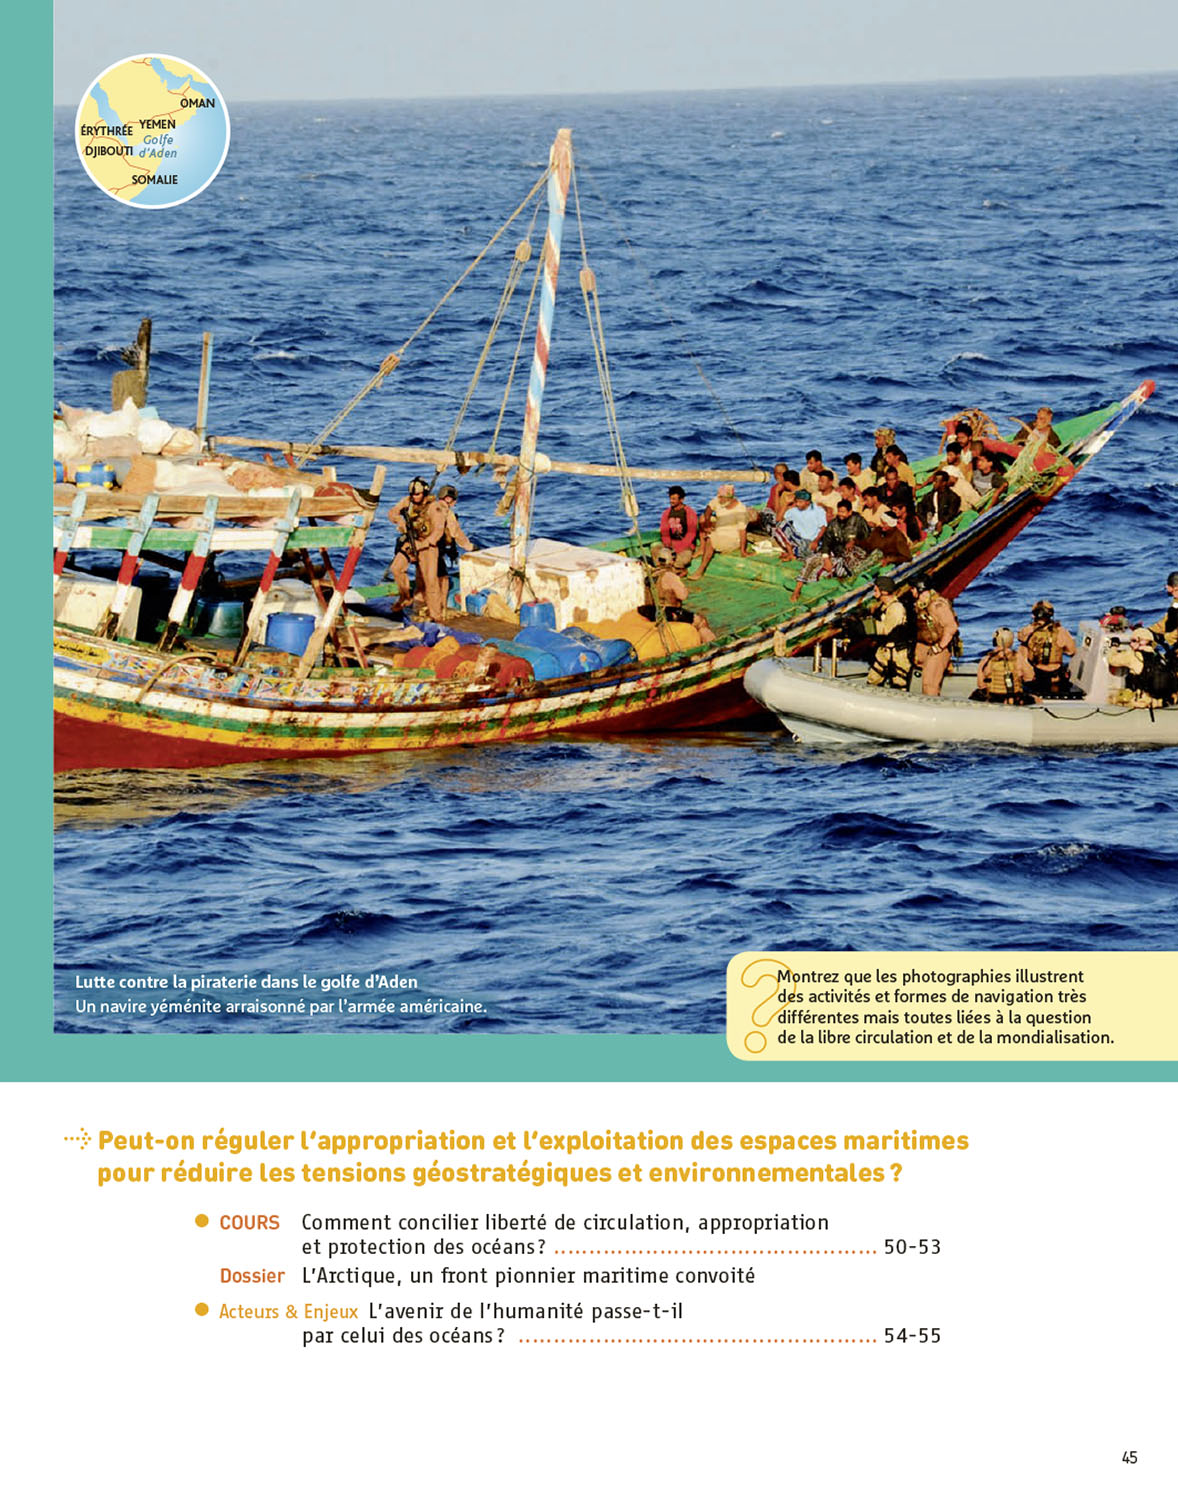 OMAN
ÉRYTHRÉE
YEMEN
Golfe
d'Aden
DJIBOUTI
SOMALIE
Lutte contre la piraterie dans le golfe d'Aden
Un navire yéménite arraisonné par l'armée américaine.
?
Montrez que les photographies illustrent
des activités et formes de navigation très
différentes mais toutes liées à la question
de la libre circulation et de la mondialisation.
Peut-on réguler l'appropriation et l'exploitation des espaces maritimes
pour réduire les tensions géostratégiques et environnementales ?
● COURS Comment concilier liberté de circulation, appropriation
et protection des océans ? .............................................. 50-53
Dossier L'Arctique, un front pionnier maritime convoité
● Acteurs & Enjeux L'avenir de l'humanité passe-t-il
par celui des océans ? ................................................... 54-55
45